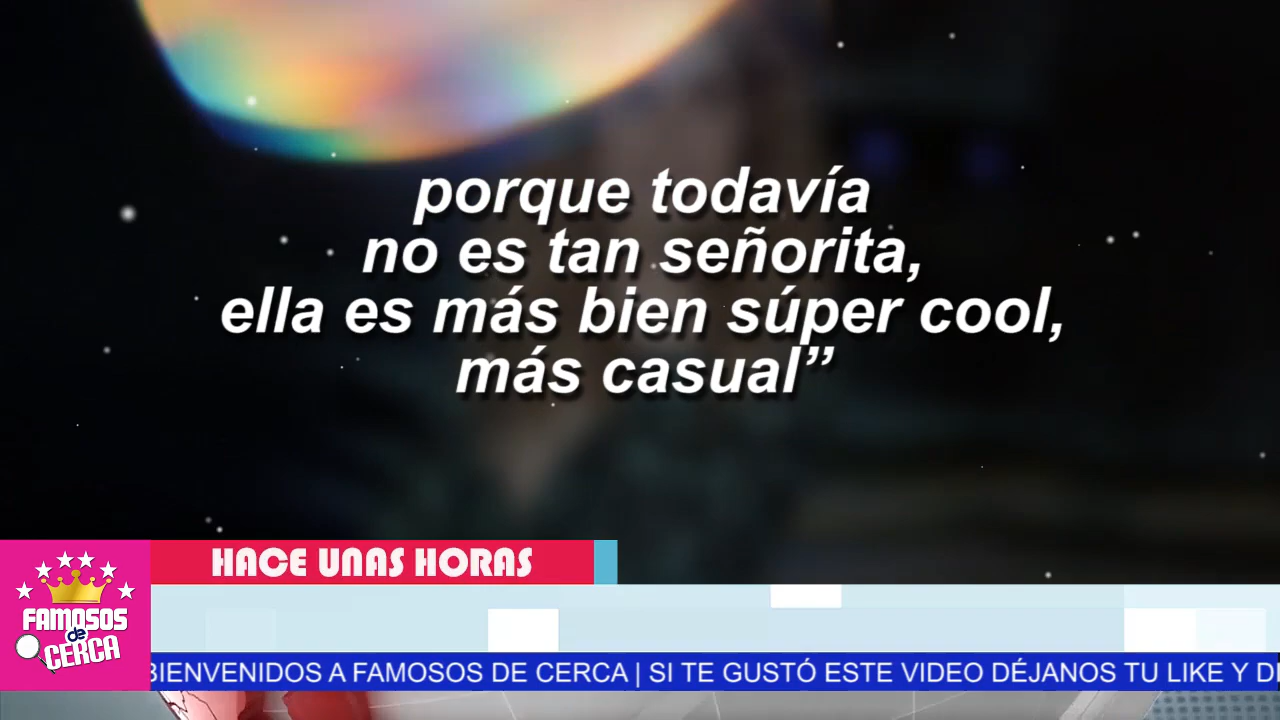 porque todavía
no es tan señorita,
ella es más bien súper cool,
más casual”
HACE UNAS HORAS
FAMOSOS
de
CERCA
BIENVENIDOS A FAMOSOS DE CERCA | SI TE GUSTÓ ESTE VIDEO DÉJANOS TU LIKE Y